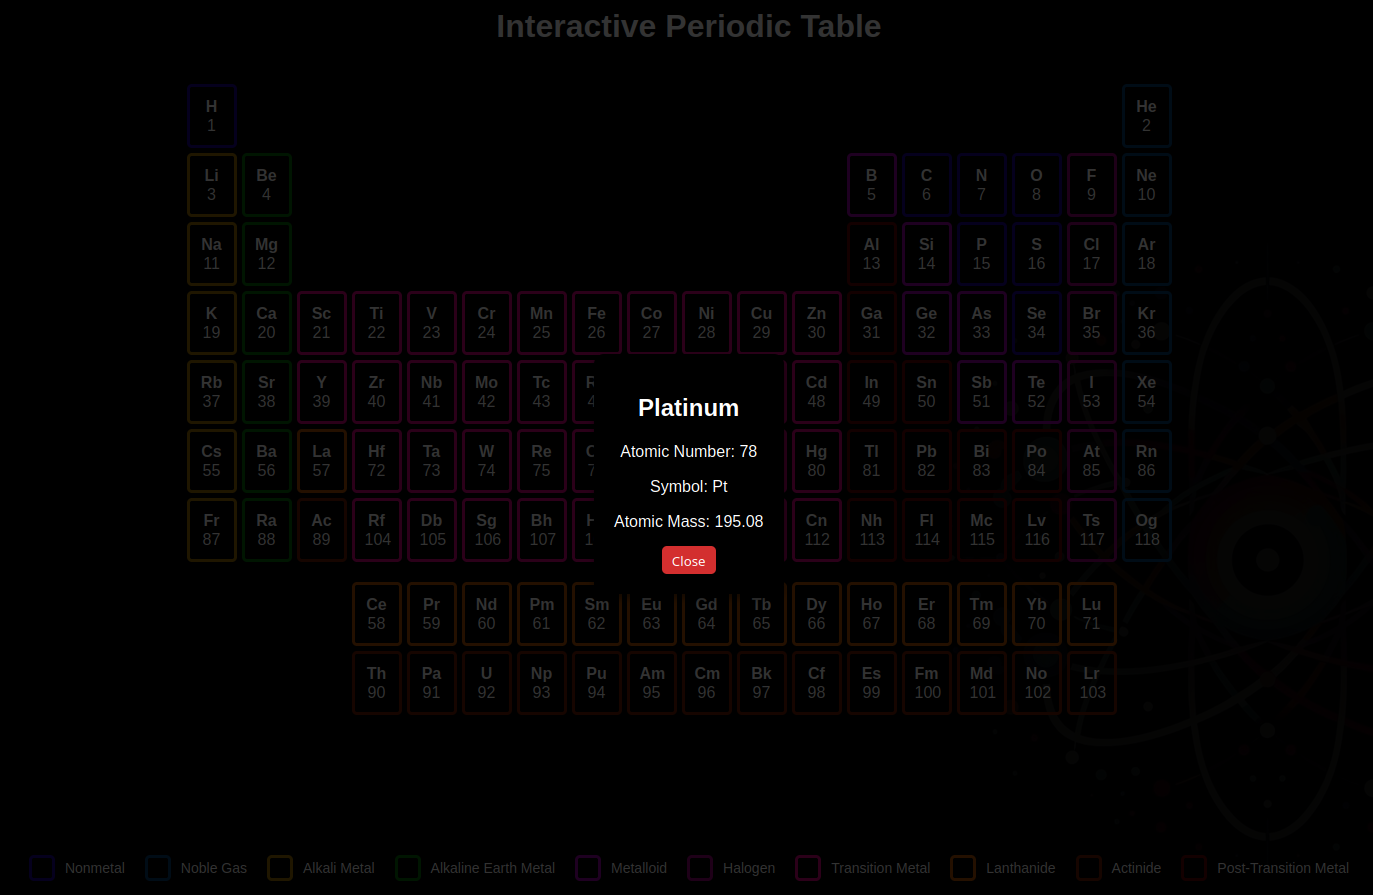 Interactive Periodic Table
H He
1 2
Li Be B C N O F Ne
3 4 5 6 7 8 9 10
Na Mg Al Si P S Cl Ar
11 12 13 14 15 16 17 18
K Ca Sc Ti V Cr Mn Fe Co Ni Cu Zn Ga Ge As Se Br Kr
19 20 21 22 23 24 25 26 27 28 29 30 31 32 33 34 35 36
Rb Sr Y Zr Nb Mo Tc Cd In Sn Sb Te I Xe
37 38 39 40 41 42 43 48 49 50 51 52 53 54
Platinum
Atomic Number: 78
Symbol: Pt
Atomic Mass: 195.08
Close
Cs Ba La Hf Ta W Re Hg Tl Pb Bi Po At Rn
55 56 57 72 73 74 75 80 81 82 83 84 85 86
Fr Ra Ac Rf Db Sg Bh Cn Nh Fl Mc Lv Ts Og
87 88 89 104 105 106 107 112 113 114 115 116 117 118
Ce Pr Nd Pm Sm Eu Gd Tb Dy Ho Er Tm Yb Lu
58 59 60 61 62 63 64 65 66 67 68 69 70 71
Th Pa U Np Pu Am Cm Bk Cf Es Fm Md No Lr
90 91 92 93 94 95 96 97 98 99 100 101 102 103
Nonmetal Noble Gas Alkali Metal Alkaline Earth Metal Metalloid Halogen Transition Metal Lanthanide Actinide Post-Transition Metal